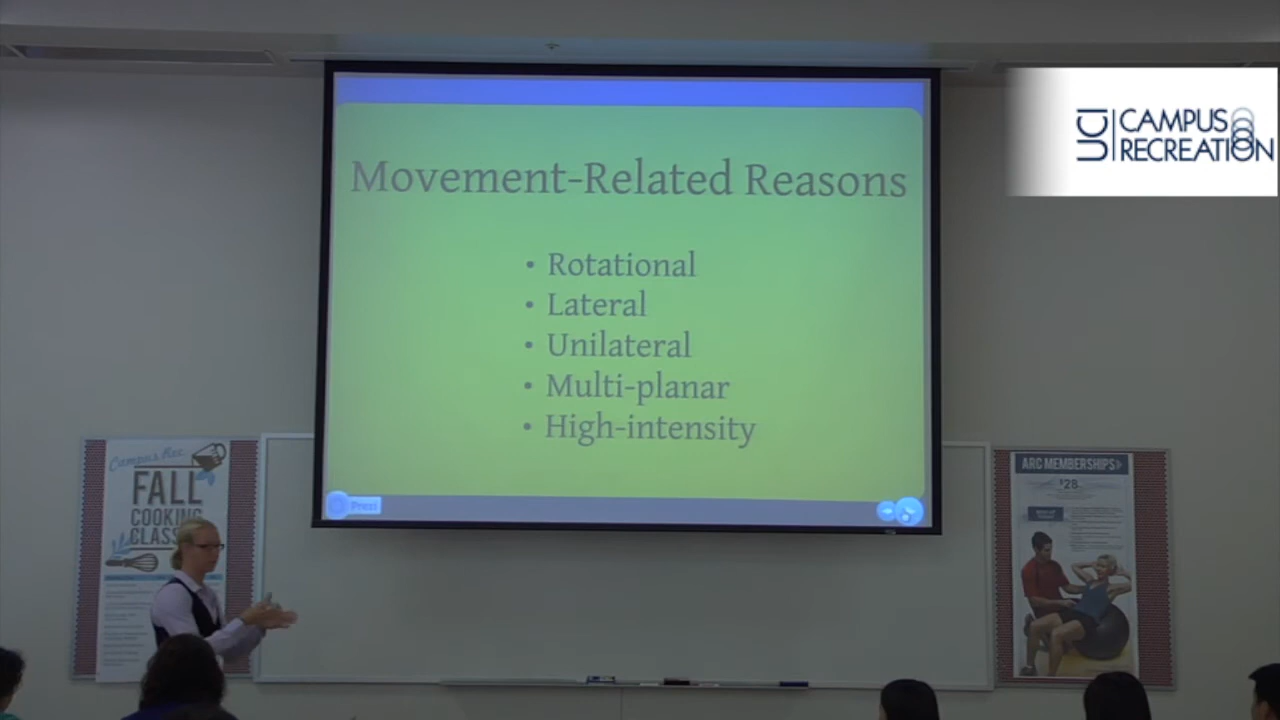 UCI CAMPUS
RECREATION
Movement-Related Reasons
• Rotational
• Lateral
• Unilateral
• Multi-planar
• High-intensity
Prezi
Campus Rec
FALL
COOKING
CLASS
ARC MEMBERSHIPS
$28